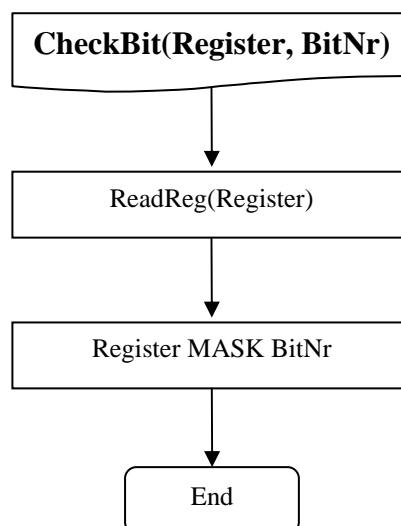 CheckBit(Register, BitNr)
ReadReg(Register)
Register MASK BitNr
End